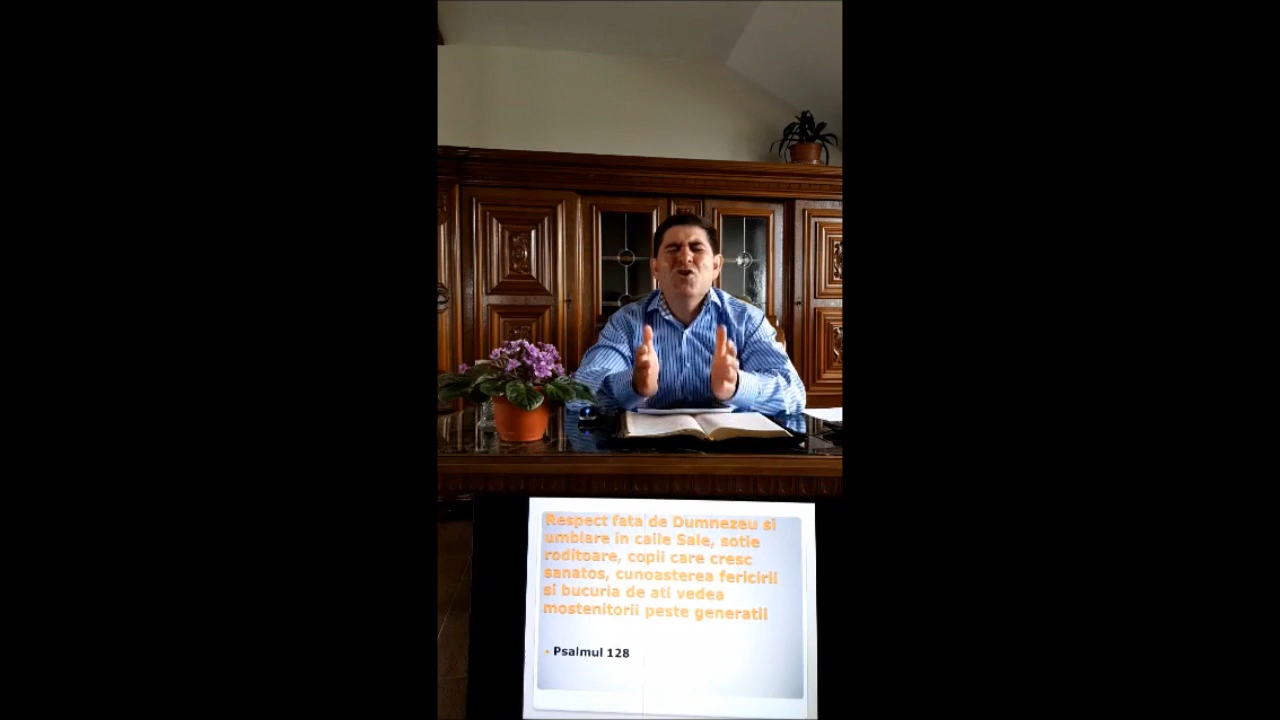 Respect fata de Dumnezeu si
umblare in caile Sale, sotie
roditoare, copii care cresc
sanatos, cunoasterea fericirii
si bucuria de ati vedea
mostenitorii peste generatii
Psalmul 128